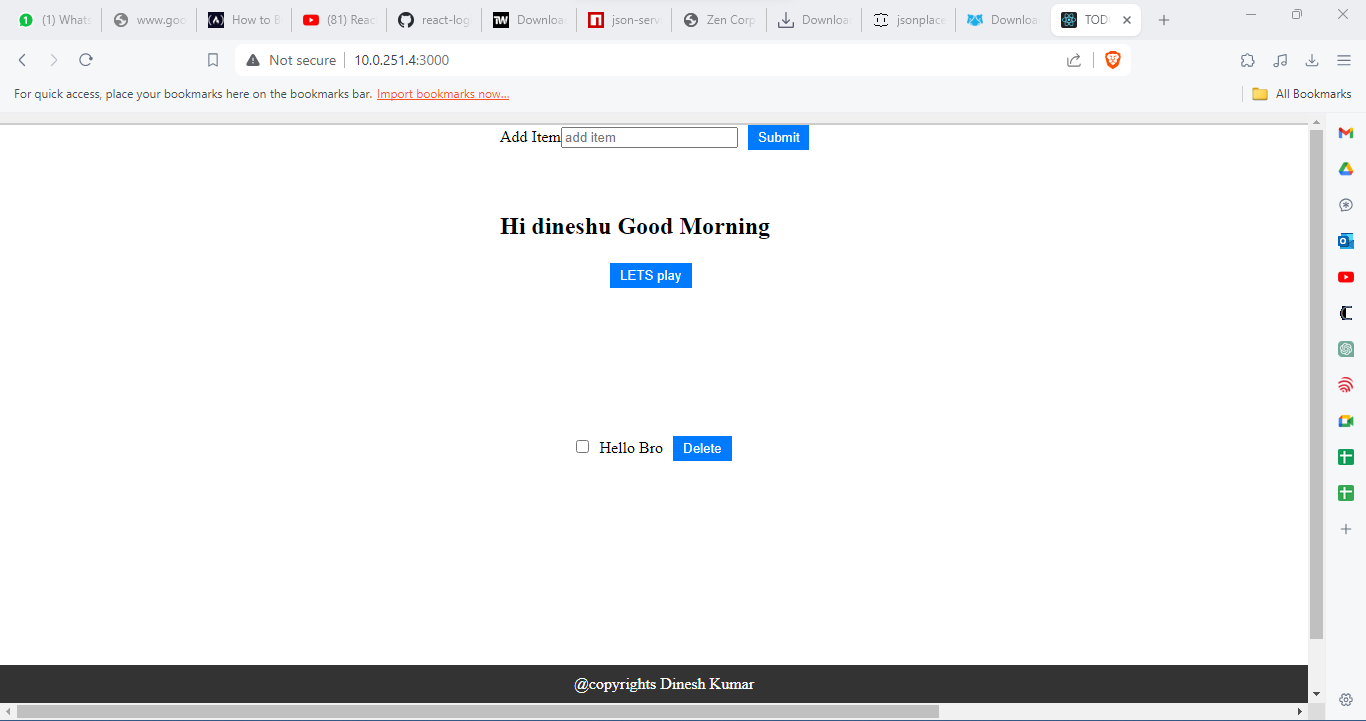 (1) Whats
www.goo
How to B
(81) Reac
react-log
Downloa
json-serv
Zen Corp
Downloa
jsonplace
Downloa
TOD
Not secure
10.0.251.4:3000
For quick access, place your bookmarks here on the bookmarks bar. Import bookmarks now...
All Bookmarks
Add Item add item Submit
Hi dineshu Good Morning
LETS play
Hello Bro Delete
@copyrights Dinesh Kumar